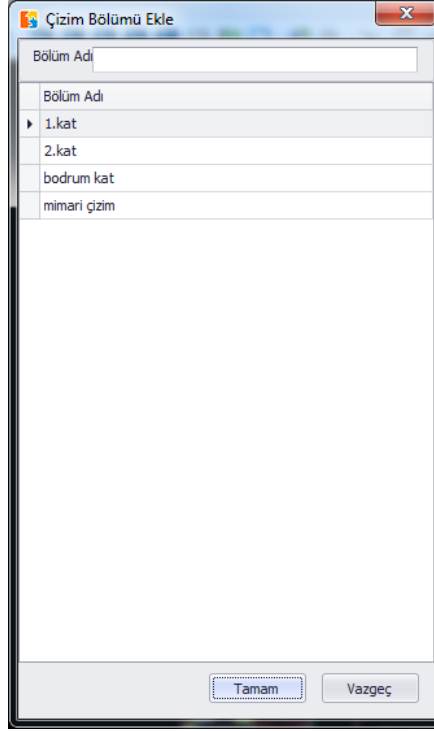 Çizim Bölümü Ekle
Bölüm Adı
Bölüm Adı
1.kat
2.kat
bodrum kat
mimari çizim
Tamam Vazgeç